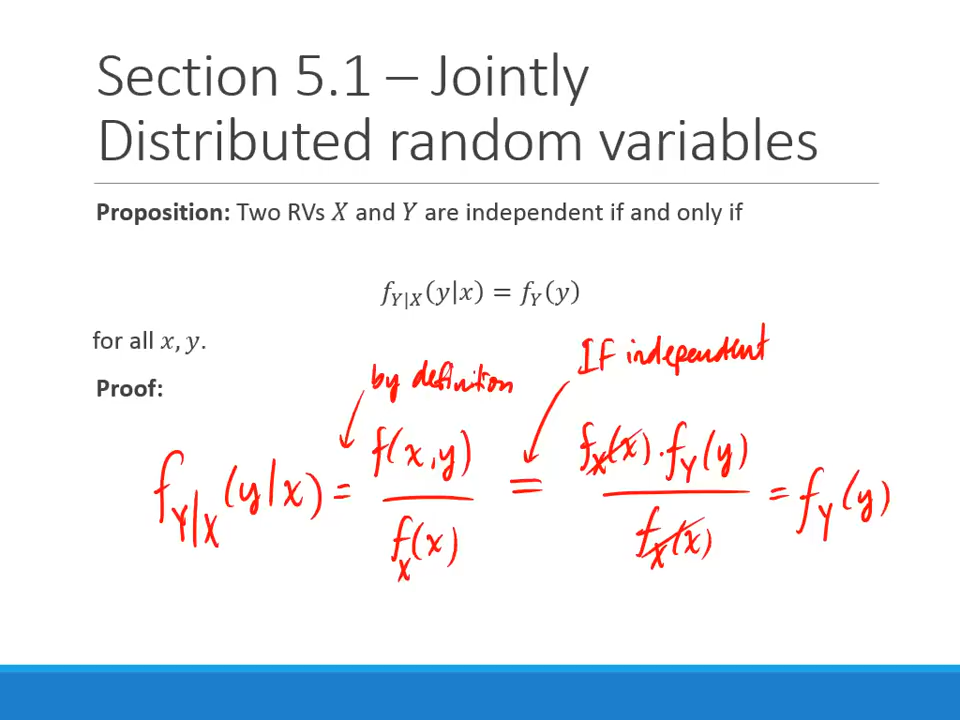 Section 5.1 – Jointly
Distributed random variables
Proposition: Two RVs X and Y are independent if and only if
f_{Y|X}(y|x) = f_Y(y)
for all x, y.
Proof:
by definition
IF independent
f_{Y|X}(y|x) = f(x,y) / f_X(x) = f_X(x) · f_Y(y) / f_X(x) = f_Y(y)